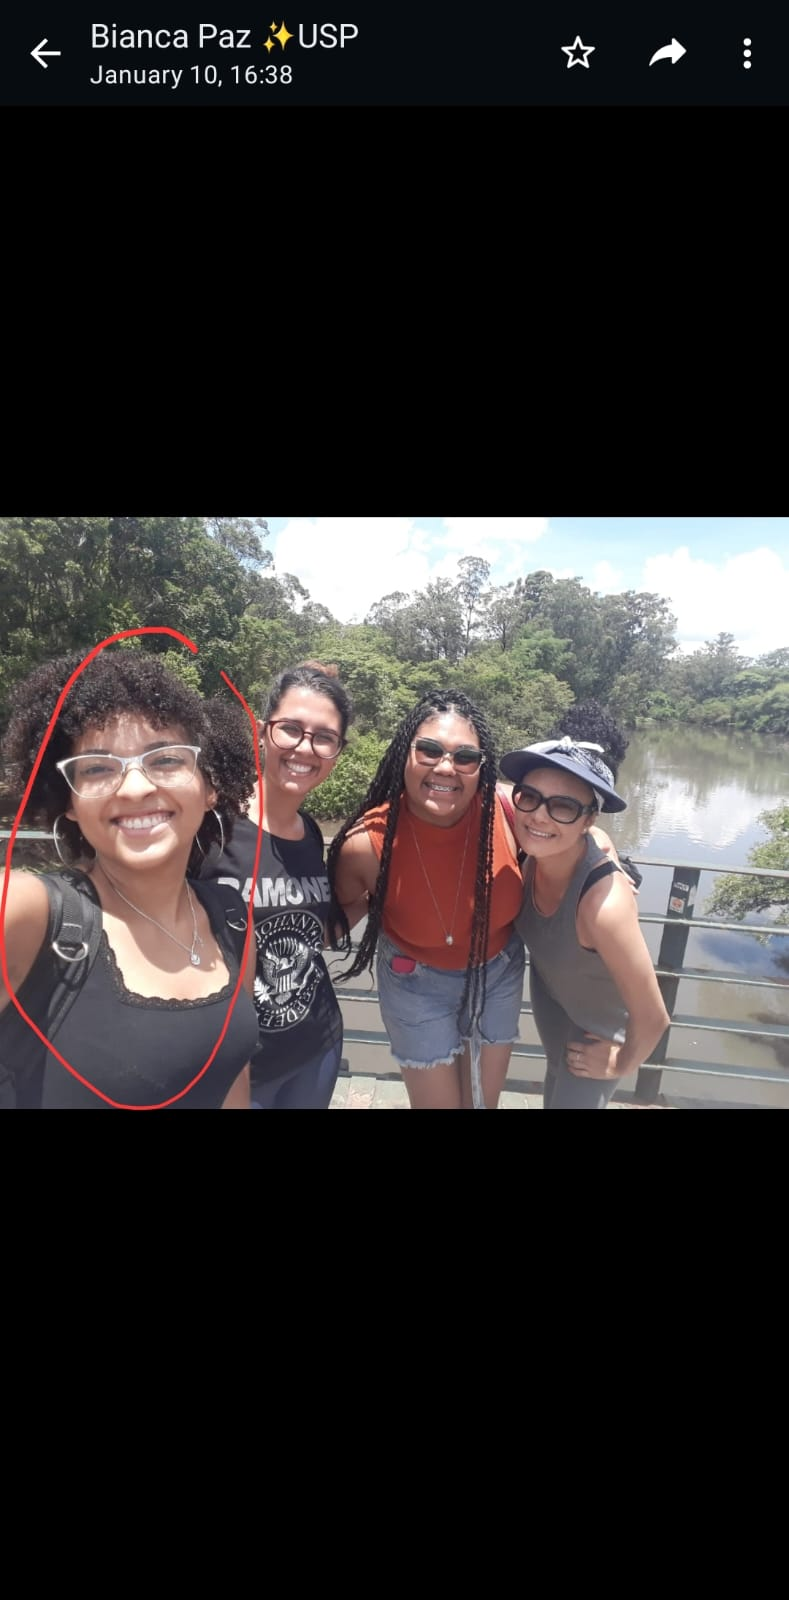 Bianca Paz ✨USP
January 10, 16:38
RAMONE